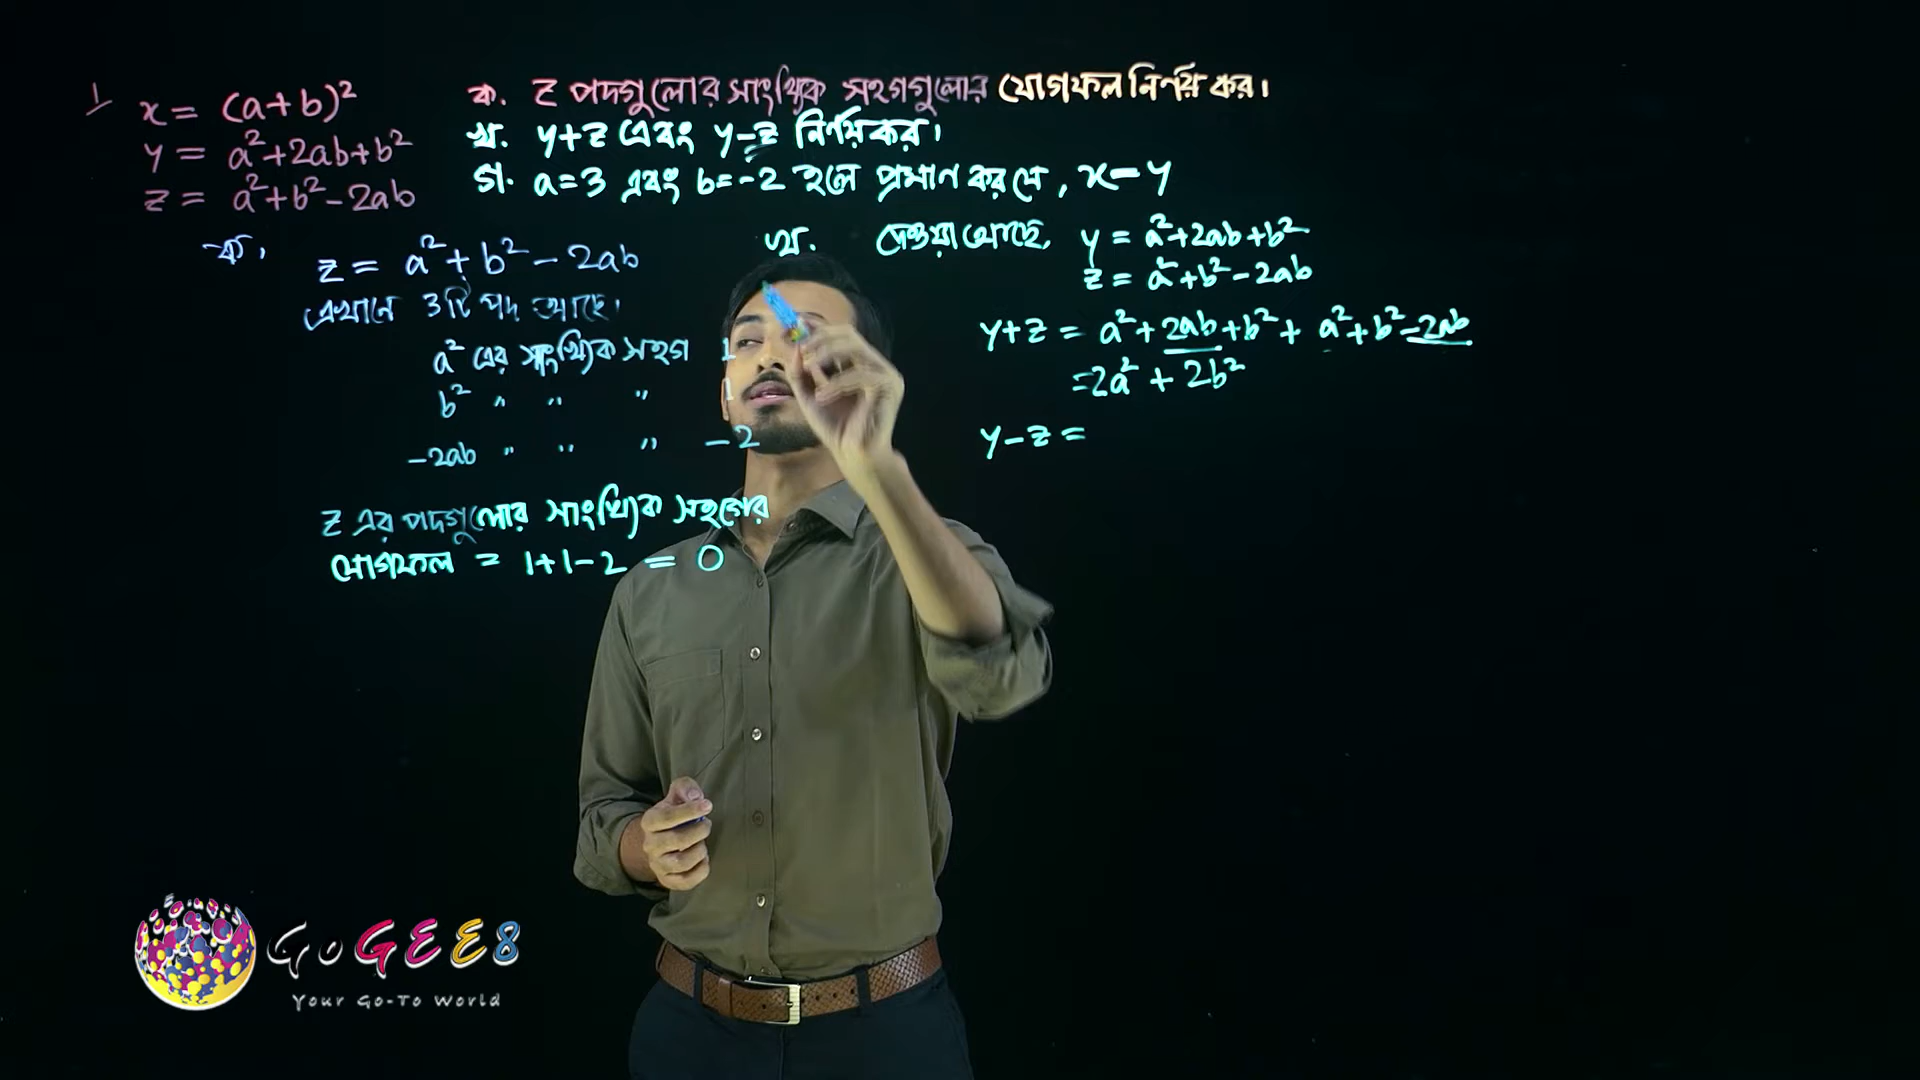 ১/
x = (a+b)²
y = a²+2ab+b²
z = a²+b²-2ab
ক. z পদগুলোর সাংখ্যিক সহগগুলোর যোগফল নির্ণয় কর।
খ. y+z এবং y-z নির্ণয় কর।
গ. a=3 এবং b=-2 হলে প্রমাণ কর যে, x=y
ক.
z = a²+b²-2ab
এখানে 3টি পদ আছে।
a² এর সাংখ্যিক সহগ 1
b² " " " 1
-2ab " " " -2
z এর পদগুলোর সাংখ্যিক সহগের
যোগফল = 1+1-2 = 0
খ. দেওয়া আছে, y = a²+2ab+b²
z = a²+b²-2ab
y+z = a²+2ab+b²+ a²+b²-2ab
=2a²+2b²
y-z =
GoGEE8
Your Go-To World